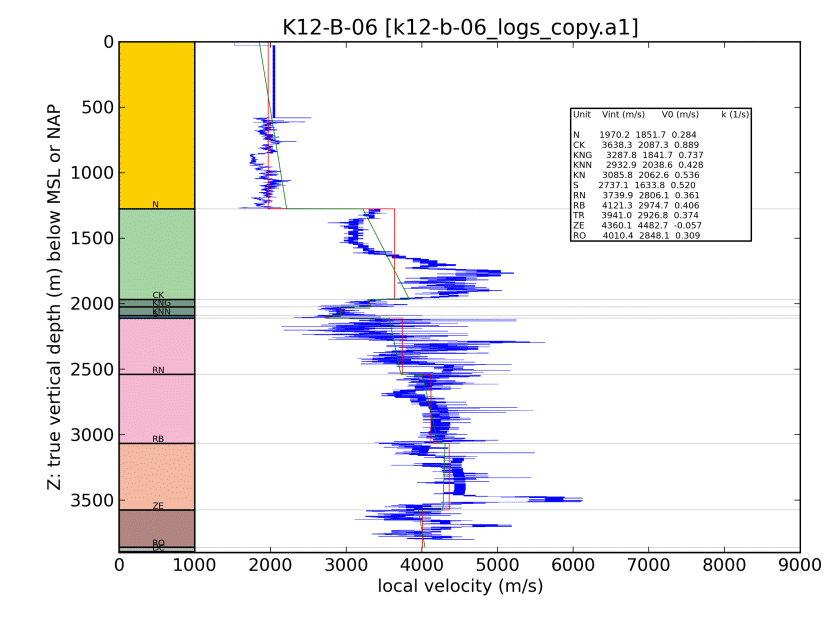 K12-B-06 [k12-b-06_logs_copy.a1]
Z: true vertical depth (m) below MSL or NAP
0
500
1000
1500
2000
2500
3000
3500
N
CK
KNG
KNN
RN
RB
ZE
RO
DC
Unit Vint (m/s) V0 (m/s) k (1/s)
N 1970.2 1851.7 0.284
CK 3638.3 2087.3 0.889
KNG 3287.8 1841.7 0.737
KNN 2932.9 2038.6 0.428
KN 3085.8 2062.6 0.536
S 2737.1 1633.8 0.520
RN 3739.9 2806.1 0.361
RB 4121.3 2974.7 0.406
TR 3941.0 2926.8 0.374
ZE 4360.1 4482.7 -0.057
RO 4010.4 2848.1 0.309
0 1000 2000 3000 4000 5000 6000 7000 8000 9000
local velocity (m/s)